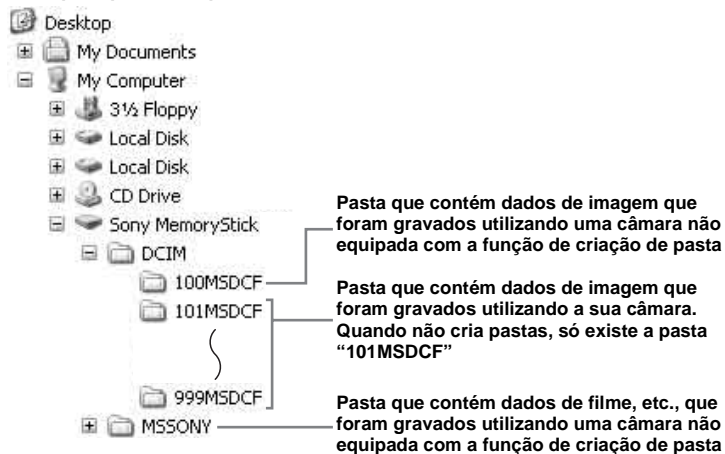 Desktop
My Documents
My Computer
3½ Floppy
Local Disk
Local Disk
CD Drive
Sony MemoryStick
DCIM
100MSDCF
101MSDCF
999MSDCF
MSSONY
Pasta que contém dados de imagem que
foram gravados utilizando uma câmara não
equipada com a função de criação de pasta
Pasta que contém dados de imagem que
foram gravados utilizando a sua câmara.
Quando não cria pastas, só existe a pasta
“101MSDCF”
Pasta que contém dados de filme, etc., que
foram gravados utilizando uma câmara não
equipada com a função de criação de pasta